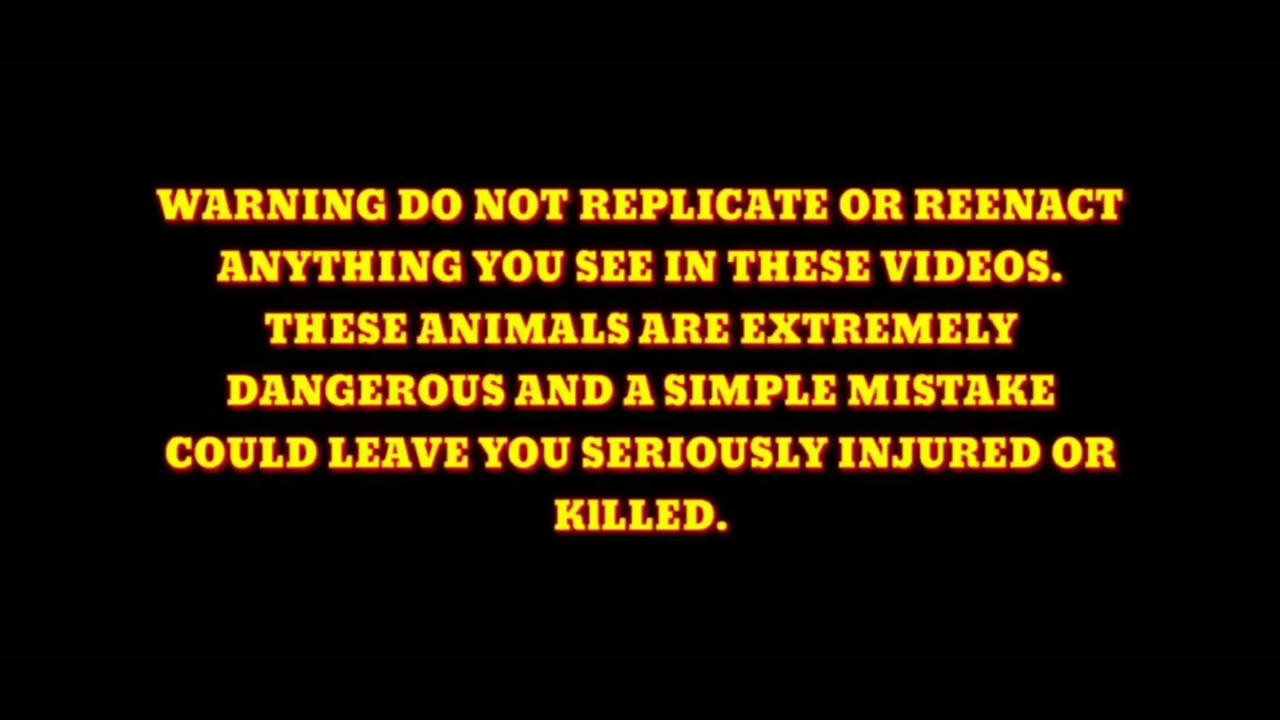 WARNING DO NOT REPLICATE OR REENACT
ANYTHING YOU SEE IN THESE VIDEOS.
THESE ANIMALS ARE EXTREMELY
DANGEROUS AND A SIMPLE MISTAKE
COULD LEAVE YOU SERIOUSLY INJURED OR
KlLLED.